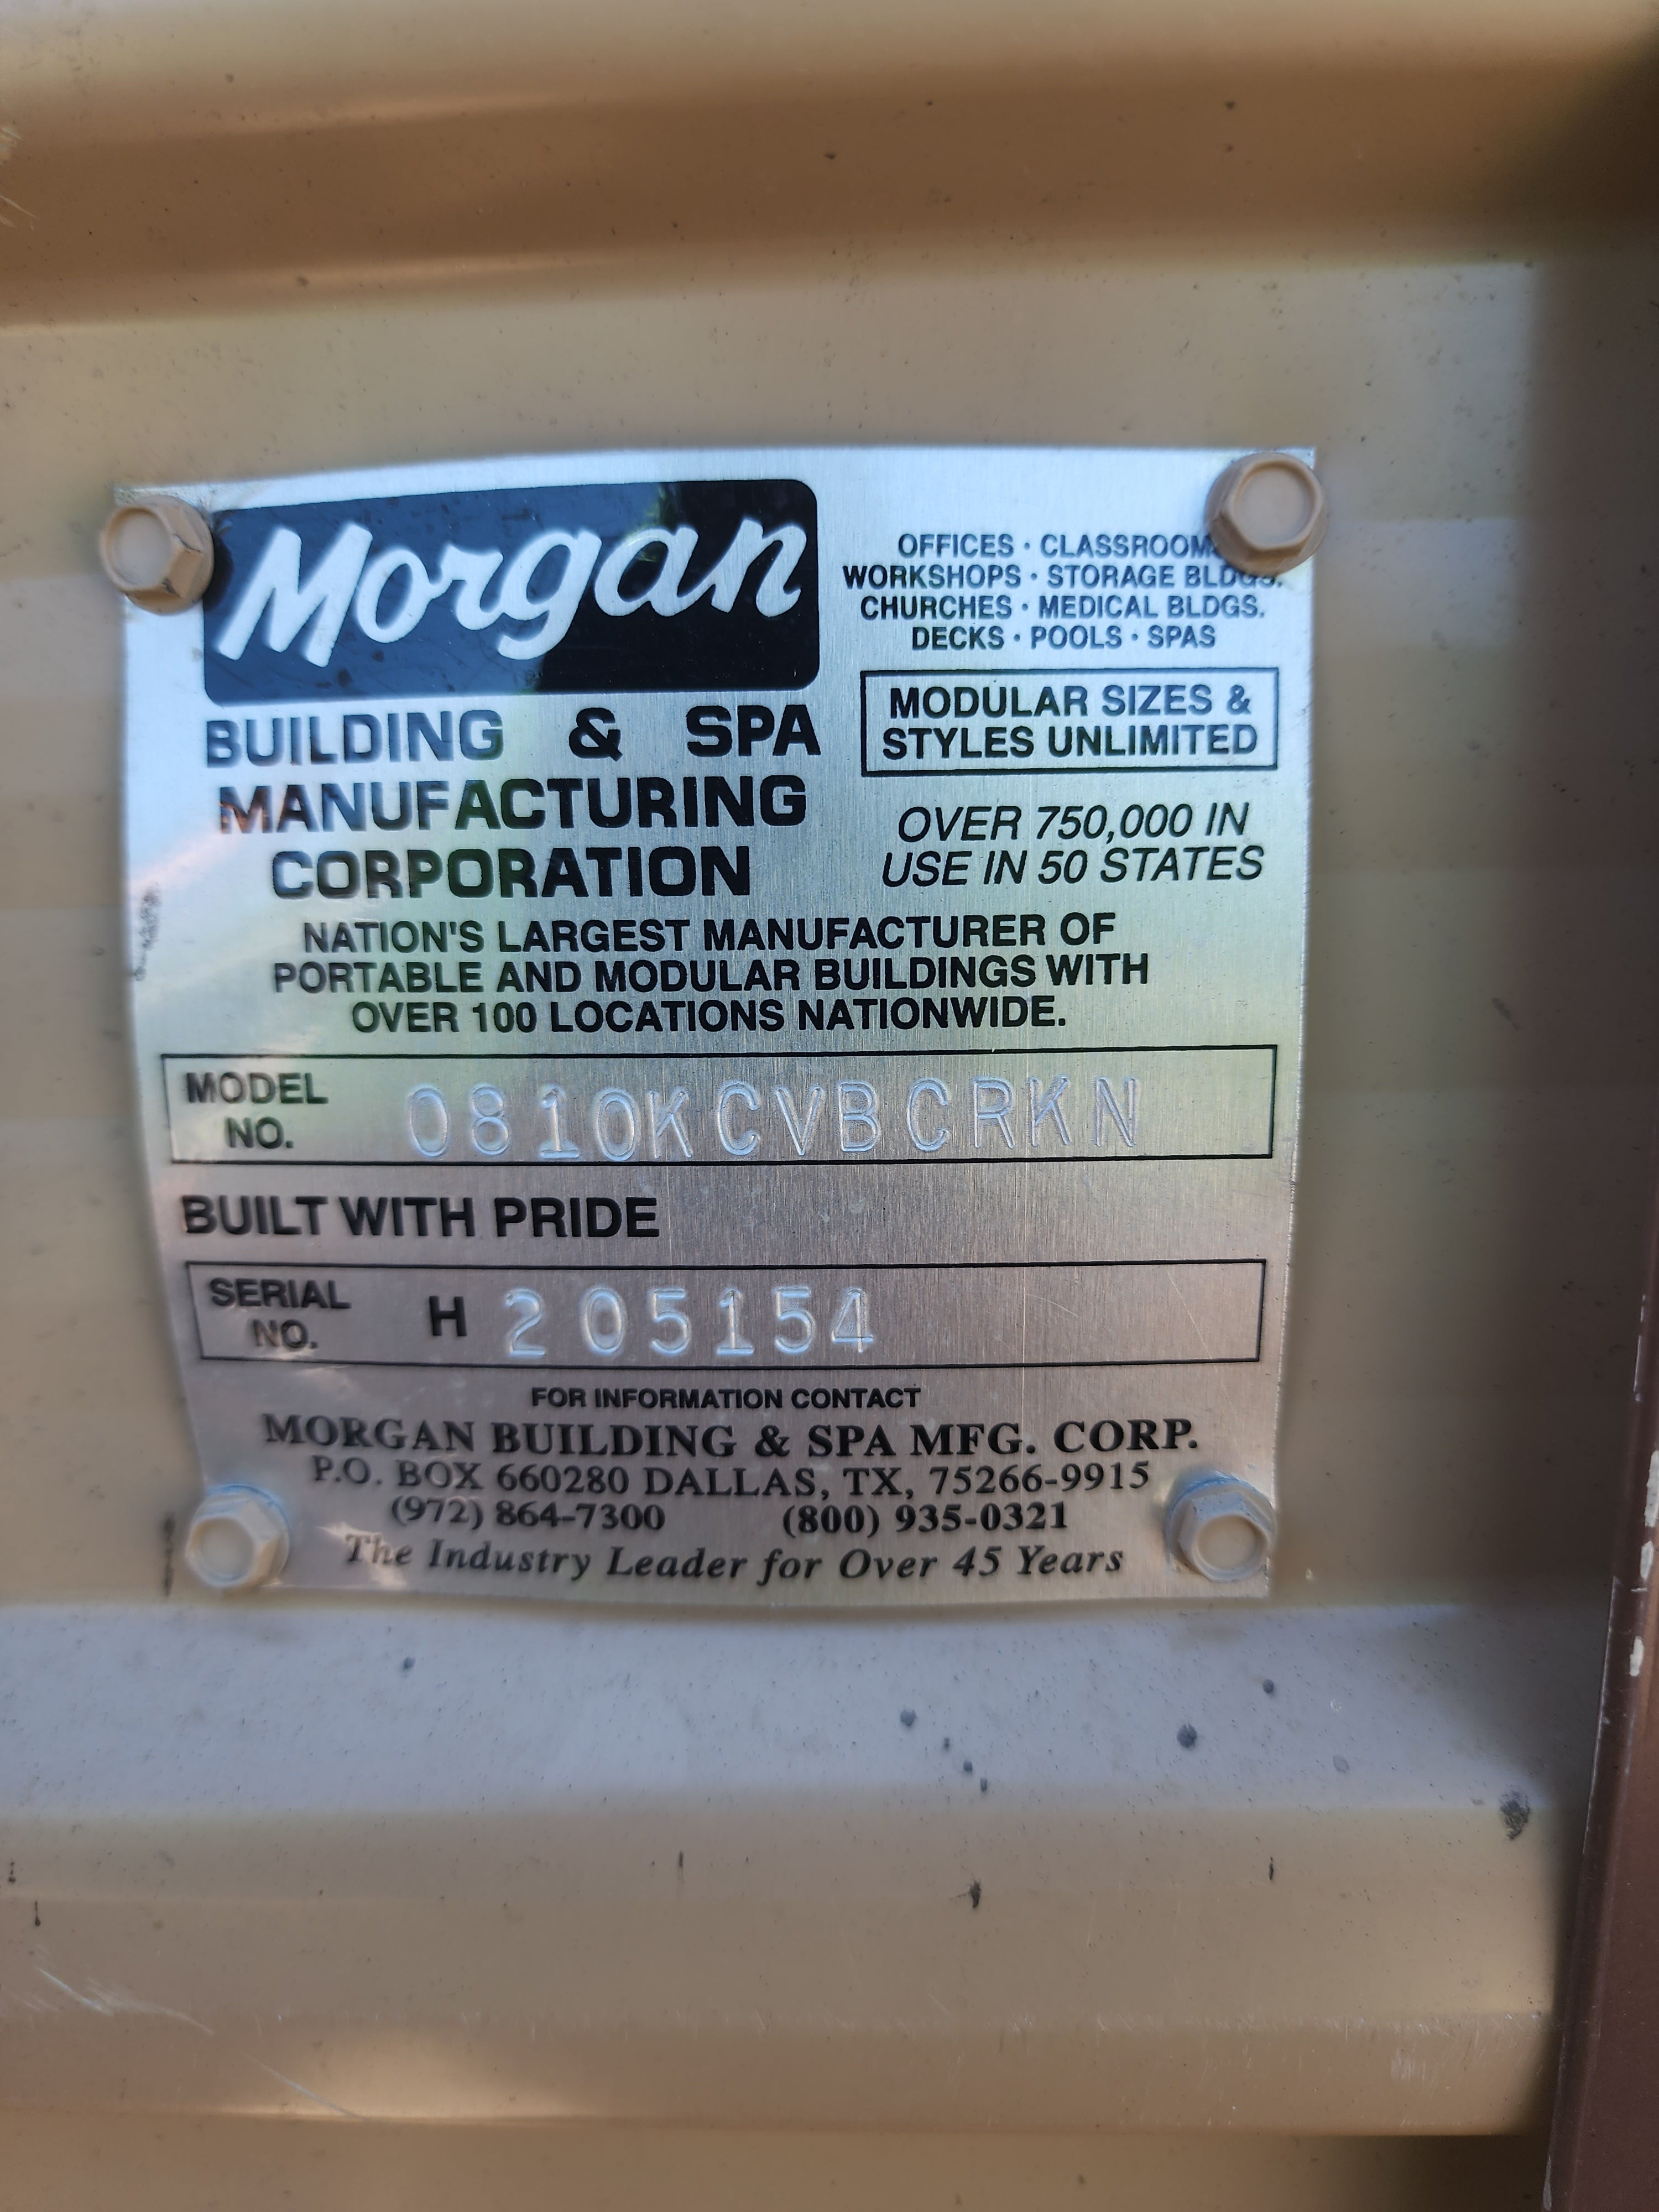 Morgan
BUILDING & SPA
MANUFACTURING
CORPORATION
OFFICES · CLASSROOMS
WORKSHOPS · STORAGE BLDGS.
CHURCHES · MEDICAL BLDGS.
DECKS · POOLS · SPAS
MODULAR SIZES &
STYLES UNLIMITED
OVER 750,000 IN
USE IN 50 STATES
NATION'S LARGEST MANUFACTURER OF
PORTABLE AND MODULAR BUILDINGS WITH
OVER 100 LOCATIONS NATIONWIDE.
MODEL NO. 0810KCVBCRKN
BUILT WITH PRIDE
SERIAL NO. H 205154
FOR INFORMATION CONTACT
MORGAN BUILDING & SPA MFG. CORP.
P.O. BOX 660280 DALLAS, TX, 75266-9915
(972) 864-7300 (800) 935-0321
The Industry Leader for Over 45 Years